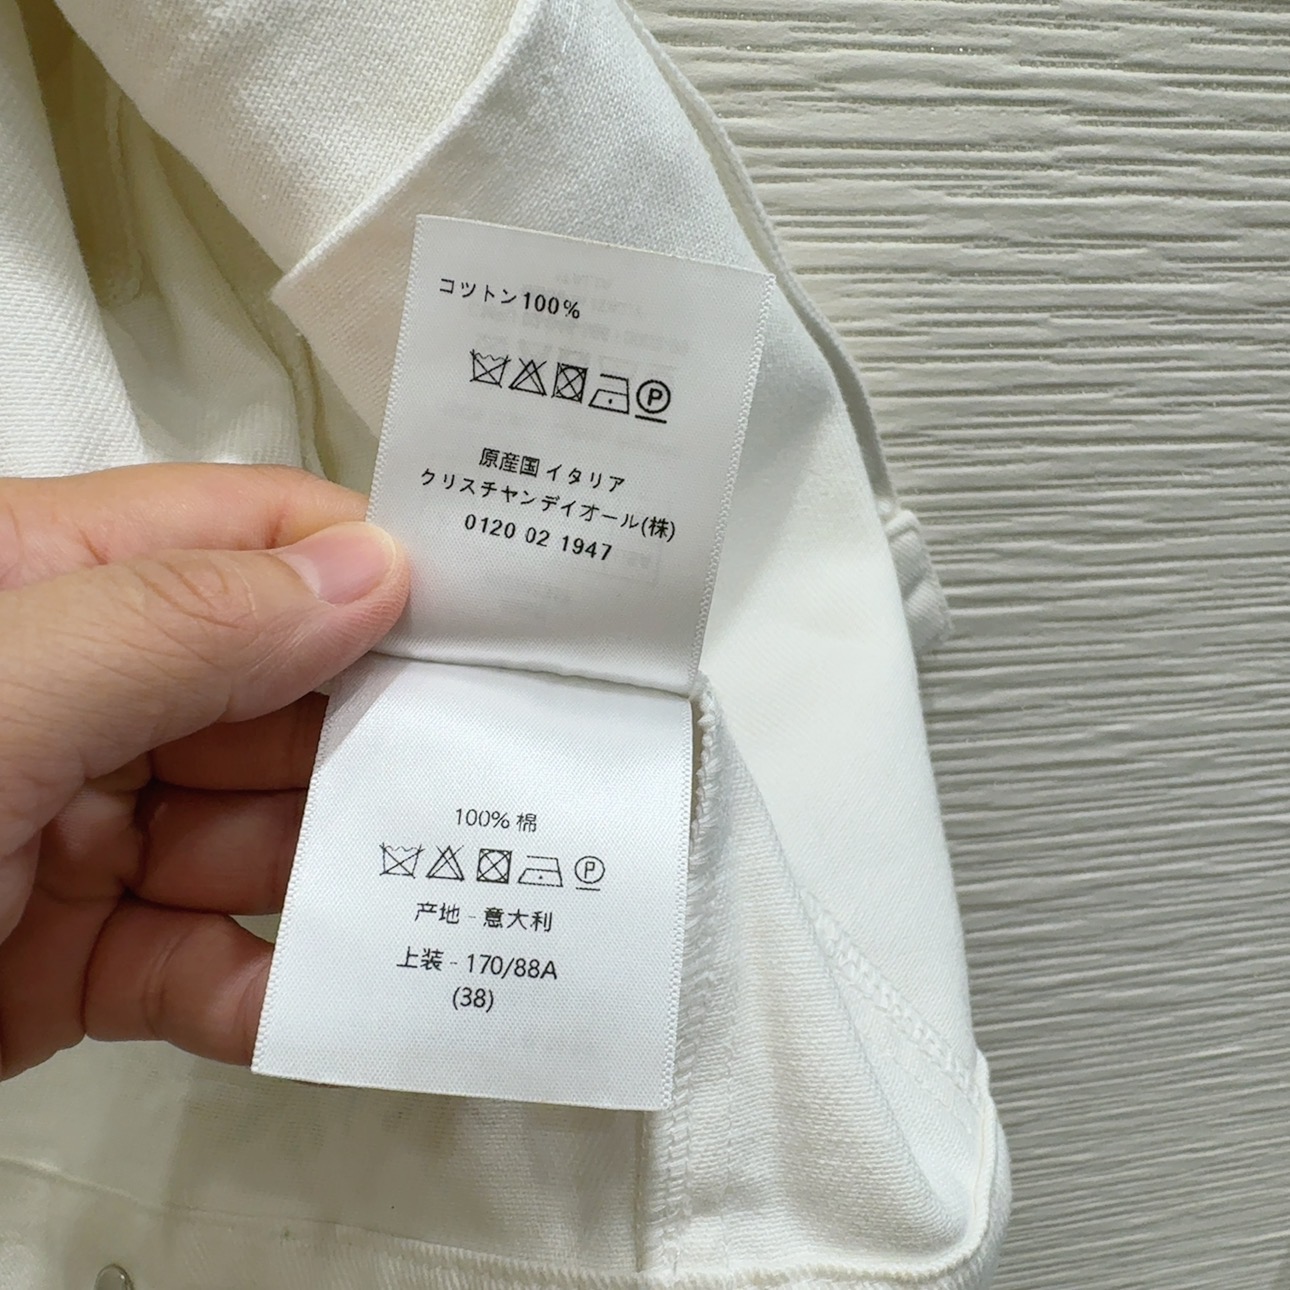 コツトン100%
P
原産国 イタリア
クリスチヤンデイオール(株)
0120 02 1947
100% 棉
P
产地 - 意大利
上装 - 170/88A
(38)